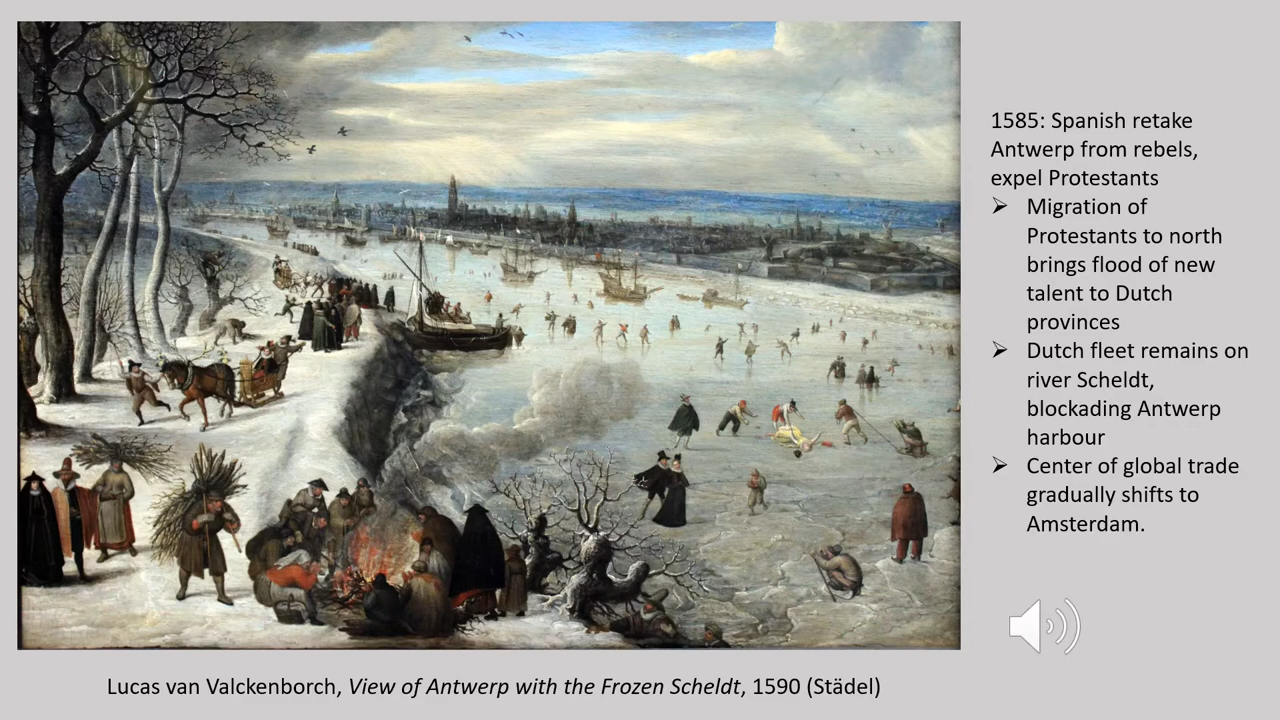 1585: Spanish retake
Antwerp from rebels,
expel Protestants
➢ Migration of
Protestants to north
brings flood of new
talent to Dutch
provinces
➢ Dutch fleet remains on
river Scheldt,
blockading Antwerp
harbour
➢ Center of global trade
gradually shifts to
Amsterdam.
Lucas van Valckenborch, View of Antwerp with the Frozen Scheldt, 1590 (Städel)